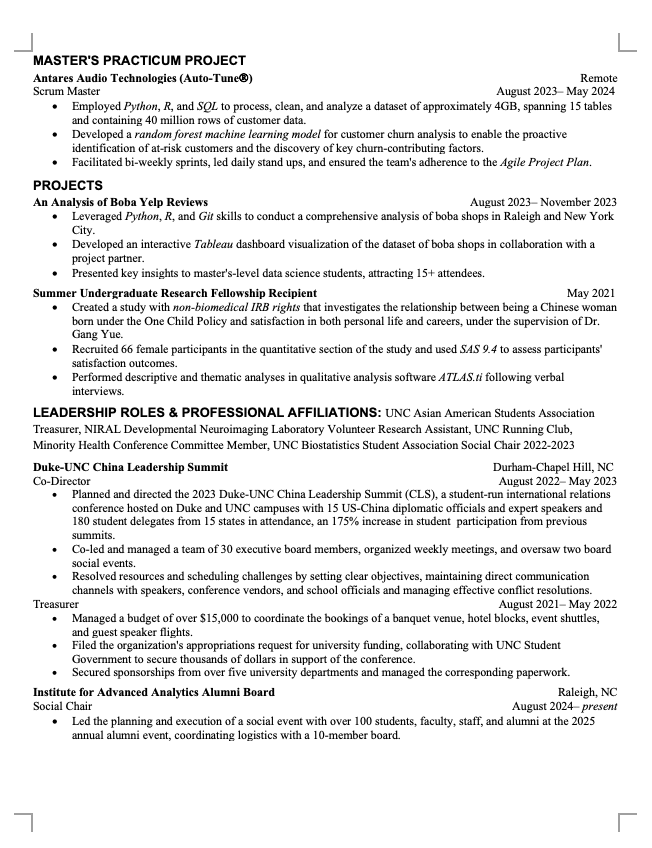 MASTER'S PRACTICUM PROJECT
Antares Audio Technologies (Auto-Tune®) Remote
Scrum Master August 2023– May 2024
• Employed Python, R, and SQL to process, clean, and analyze a dataset of approximately 4GB, spanning 15 tables
and containing 40 million rows of customer data.
• Developed a random forest machine learning model for customer churn analysis to enable the proactive
identification of at-risk customers and the discovery of key churn-contributing factors.
• Facilitated bi-weekly sprints, led daily stand ups, and ensured the team's adherence to the Agile Project Plan.
PROJECTS
An Analysis of Boba Yelp Reviews August 2023– November 2023
• Leveraged Python, R, and Git skills to conduct a comprehensive analysis of boba shops in Raleigh and New York
City.
• Developed an interactive Tableau dashboard visualization of the dataset of boba shops in collaboration with a
project partner.
• Presented key insights to master's-level data science students, attracting 15+ attendees.
Summer Undergraduate Research Fellowship Recipient May 2021
• Created a study with non-biomedical IRB rights that investigates the relationship between being a Chinese woman
born under the One Child Policy and satisfaction in both personal life and careers, under the supervision of Dr.
Gang Yue.
• Recruited 66 female participants in the quantitative section of the study and used SAS 9.4 to assess participants'
satisfaction outcomes.
• Performed descriptive and thematic analyses in qualitative analysis software ATLAS.ti following verbal
interviews.
LEADERSHIP ROLES & PROFESSIONAL AFFILIATIONS: UNC Asian American Students Association
Treasurer, NIRAL Developmental Neuroimaging Laboratory Volunteer Research Assistant, UNC Running Club,
Minority Health Conference Committee Member, UNC Biostatistics Student Association Social Chair 2022-2023
Duke-UNC China Leadership Summit Durham-Chapel Hill, NC
Co-Director August 2022– May 2023
• Planned and directed the 2023 Duke-UNC China Leadership Summit (CLS), a student-run international relations
conference hosted on Duke and UNC campuses with 15 US-China diplomatic officials and expert speakers and
180 student delegates from 15 states in attendance, an 175% increase in student participation from previous
summits.
• Co-led and managed a team of 30 executive board members, organized weekly meetings, and oversaw two board
social events.
• Resolved resources and scheduling challenges by setting clear objectives, maintaining direct communication
channels with speakers, conference vendors, and school officials and managing effective conflict resolutions.
Treasurer August 2021– May 2022
• Managed a budget of over $15,000 to coordinate the bookings of a banquet venue, hotel blocks, event shuttles,
and guest speaker flights.
• Filed the organization's appropriations request for university funding, collaborating with UNC Student
Government to secure thousands of dollars in support of the conference.
• Secured sponsorships from over five university departments and managed the corresponding paperwork.
Institute for Advanced Analytics Alumni Board Raleigh, NC
Social Chair August 2024– present
• Led the planning and execution of a social event with over 100 students, faculty, staff, and alumni at the 2025
annual alumni event, coordinating logistics with a 10-member board.